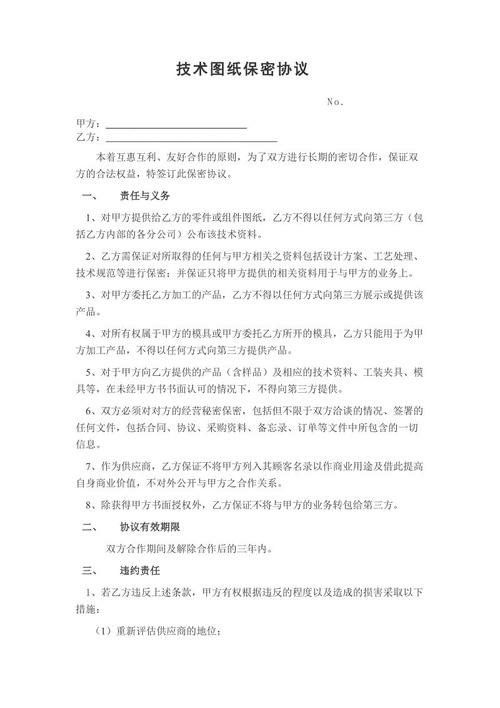 技术图纸保密协议
No.
甲方：
乙方：
本着互惠互利、友好合作的原则，为了双方进行长期的密切合作，保证双
方的合法权益，特签订此保密协议。
一、 责任与义务
1、对甲方提供给乙方的零件或组件图纸，乙方不得以任何方式向第三方（包
括乙方内部的各分公司）公布该技术资料。
2、乙方需保证对所取得的任何与甲方相关之资料包括设计方案、工艺处理、
技术规范等进行保密；并保证只将甲方提供的相关资料用于与甲方的业务上。
3、对甲方委托乙方加工的产品，乙方不得以任何方式向第三方展示或提供该
产品。
4、对所有权属于甲方的模具或甲方委托乙方所开的模具，乙方只能用于为甲
方加工产品，不得以任何方式向第三方提供产品。
5、对于甲方向乙方提供的产品（含样品）及相应的技术资料、工装夹具、模
具等，在未经甲方书书面认可的情况下，不得向第三方提供。
6、双方必须对对方的经营秘密保密，包括但不限于双方洽谈的情况、签署的
任何文件，包括合同、协议、采购资料、备忘录、订单等文件中所包含的一切
信息。
7、作为供应商，乙方保证不将甲方列入其顾客名录以作商业用途及借此提高
自身商业价值，不对外公开与甲方之合作关系。
8、除获得甲方书面授权外，乙方保证不将与甲方的业务转包给第三方。
二、 协议有效期限
双方合作期间及解除合作后的三年内。
三、 违约责任
1、若乙方违反上述条款，甲方有权根据违反的程度以及造成的损害采取以下
措施：
（1）重新评估供应商的地位；